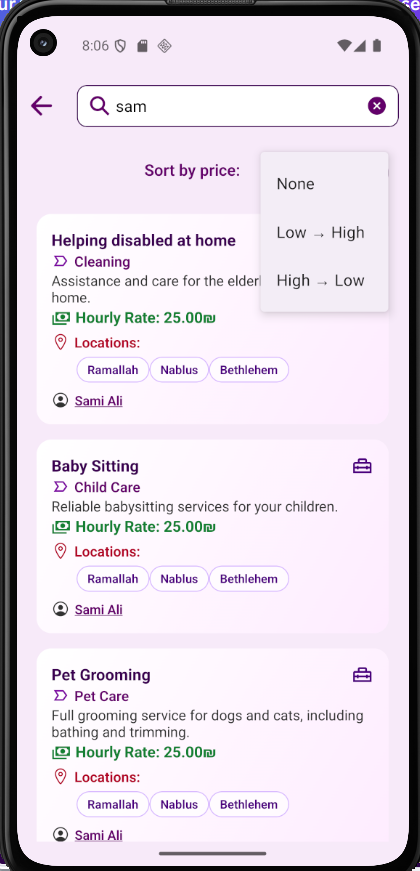 8:06
sam
Sort by price:
None
Low → High
High → Low
Helping disabled at home
Cleaning
Assistance and care for the elderl
home.
Hourly Rate: 25.00₪
Locations:
Ramallah Nablus Bethlehem
Sami Ali
Baby Sitting
Child Care
Reliable babysitting services for your children.
Hourly Rate: 25.00₪
Locations:
Ramallah Nablus Bethlehem
Sami Ali
Pet Grooming
Pet Care
Full grooming service for dogs and cats, including
bathing and trimming.
Hourly Rate: 25.00₪
Locations:
Ramallah Nablus Bethlehem
Sami Ali